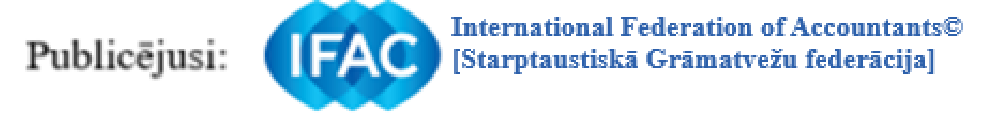 Publicējusi:
IFAC
International Federation of Accountants©
[Starptaustiskā Grāmatvežu federācija]